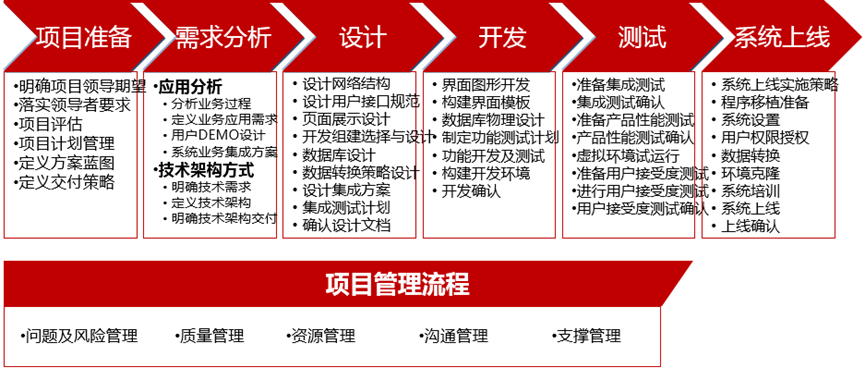 项目准备
需求分析
设计
开发
测试
系统上线
•明确项目领导期望
•落实领导者要求
•项目评估
•项目计划管理
•定义方案蓝图
•定义交付策略
•应用分析
•分析业务过程
•定义业务应用需求
•用户DEMO设计
•系统业务集成方案
•技术架构方式
•明确技术需求
•定义技术架构
•明确技术架构交付
•设计网络结构
•设计用户接口规范
•页面展示设计
•开发组建选择与设计
•数据库设计
•数据转换策略设计
•设计集成方案
•集成测试计划
•确认设计文档
•界面图形开发
•构建界面模板
•数据库物理设计
•制定功能测试计划
•功能开发及测试
•构建开发环境
•开发确认
•准备集成测试
•集成测试确认
•准备产品性能测试
•产品性能测试确认
•虚拟环境试运行
•准备用户接受度测试
•进行用户接受度测试
•用户接受度测试确认
•系统上线实施策略
•程序移植准备
•系统设置
•用户权限授权
•数据转换
•环境克隆
•系统培训
•系统上线
•上线确认
项目管理流程
•问题及风险管理
•质量管理
•资源管理
•沟通管理
•支撑管理